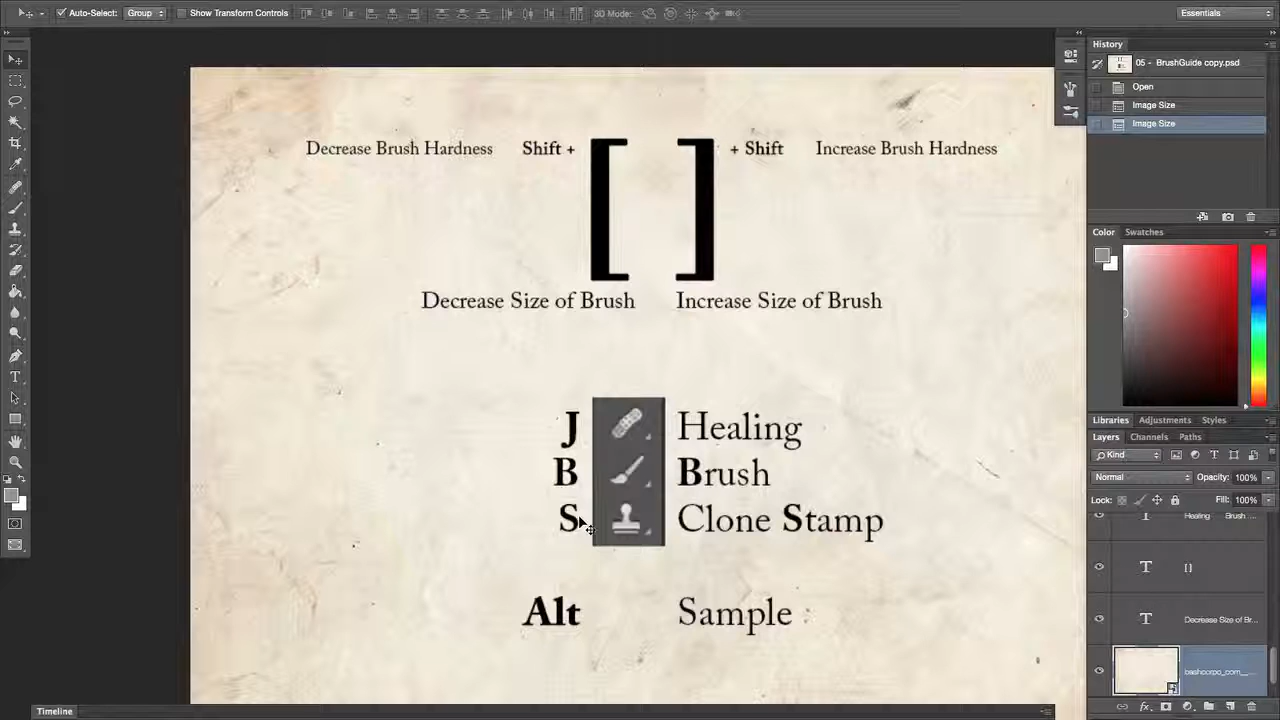 Auto-Select: Group Show Transform Controls 3D Mode: Essentials
History
05 - BrushGuide copy.psd
Open
Image Size
Image Size
Decrease Brush Hardness Shift + [ ] + Shift Increase Brush Hardness
Decrease Size of Brush Increase Size of Brush
J Healing
B Brush
S Clone Stamp
Alt Sample
Color Swatches
Libraries Adjustments Styles
Layers Channels Paths
Kind
Normal Opacity: 100%
Lock: Fill: 100%
Healing Brush ...
T []
T Decrease Size of Br...
Timeline